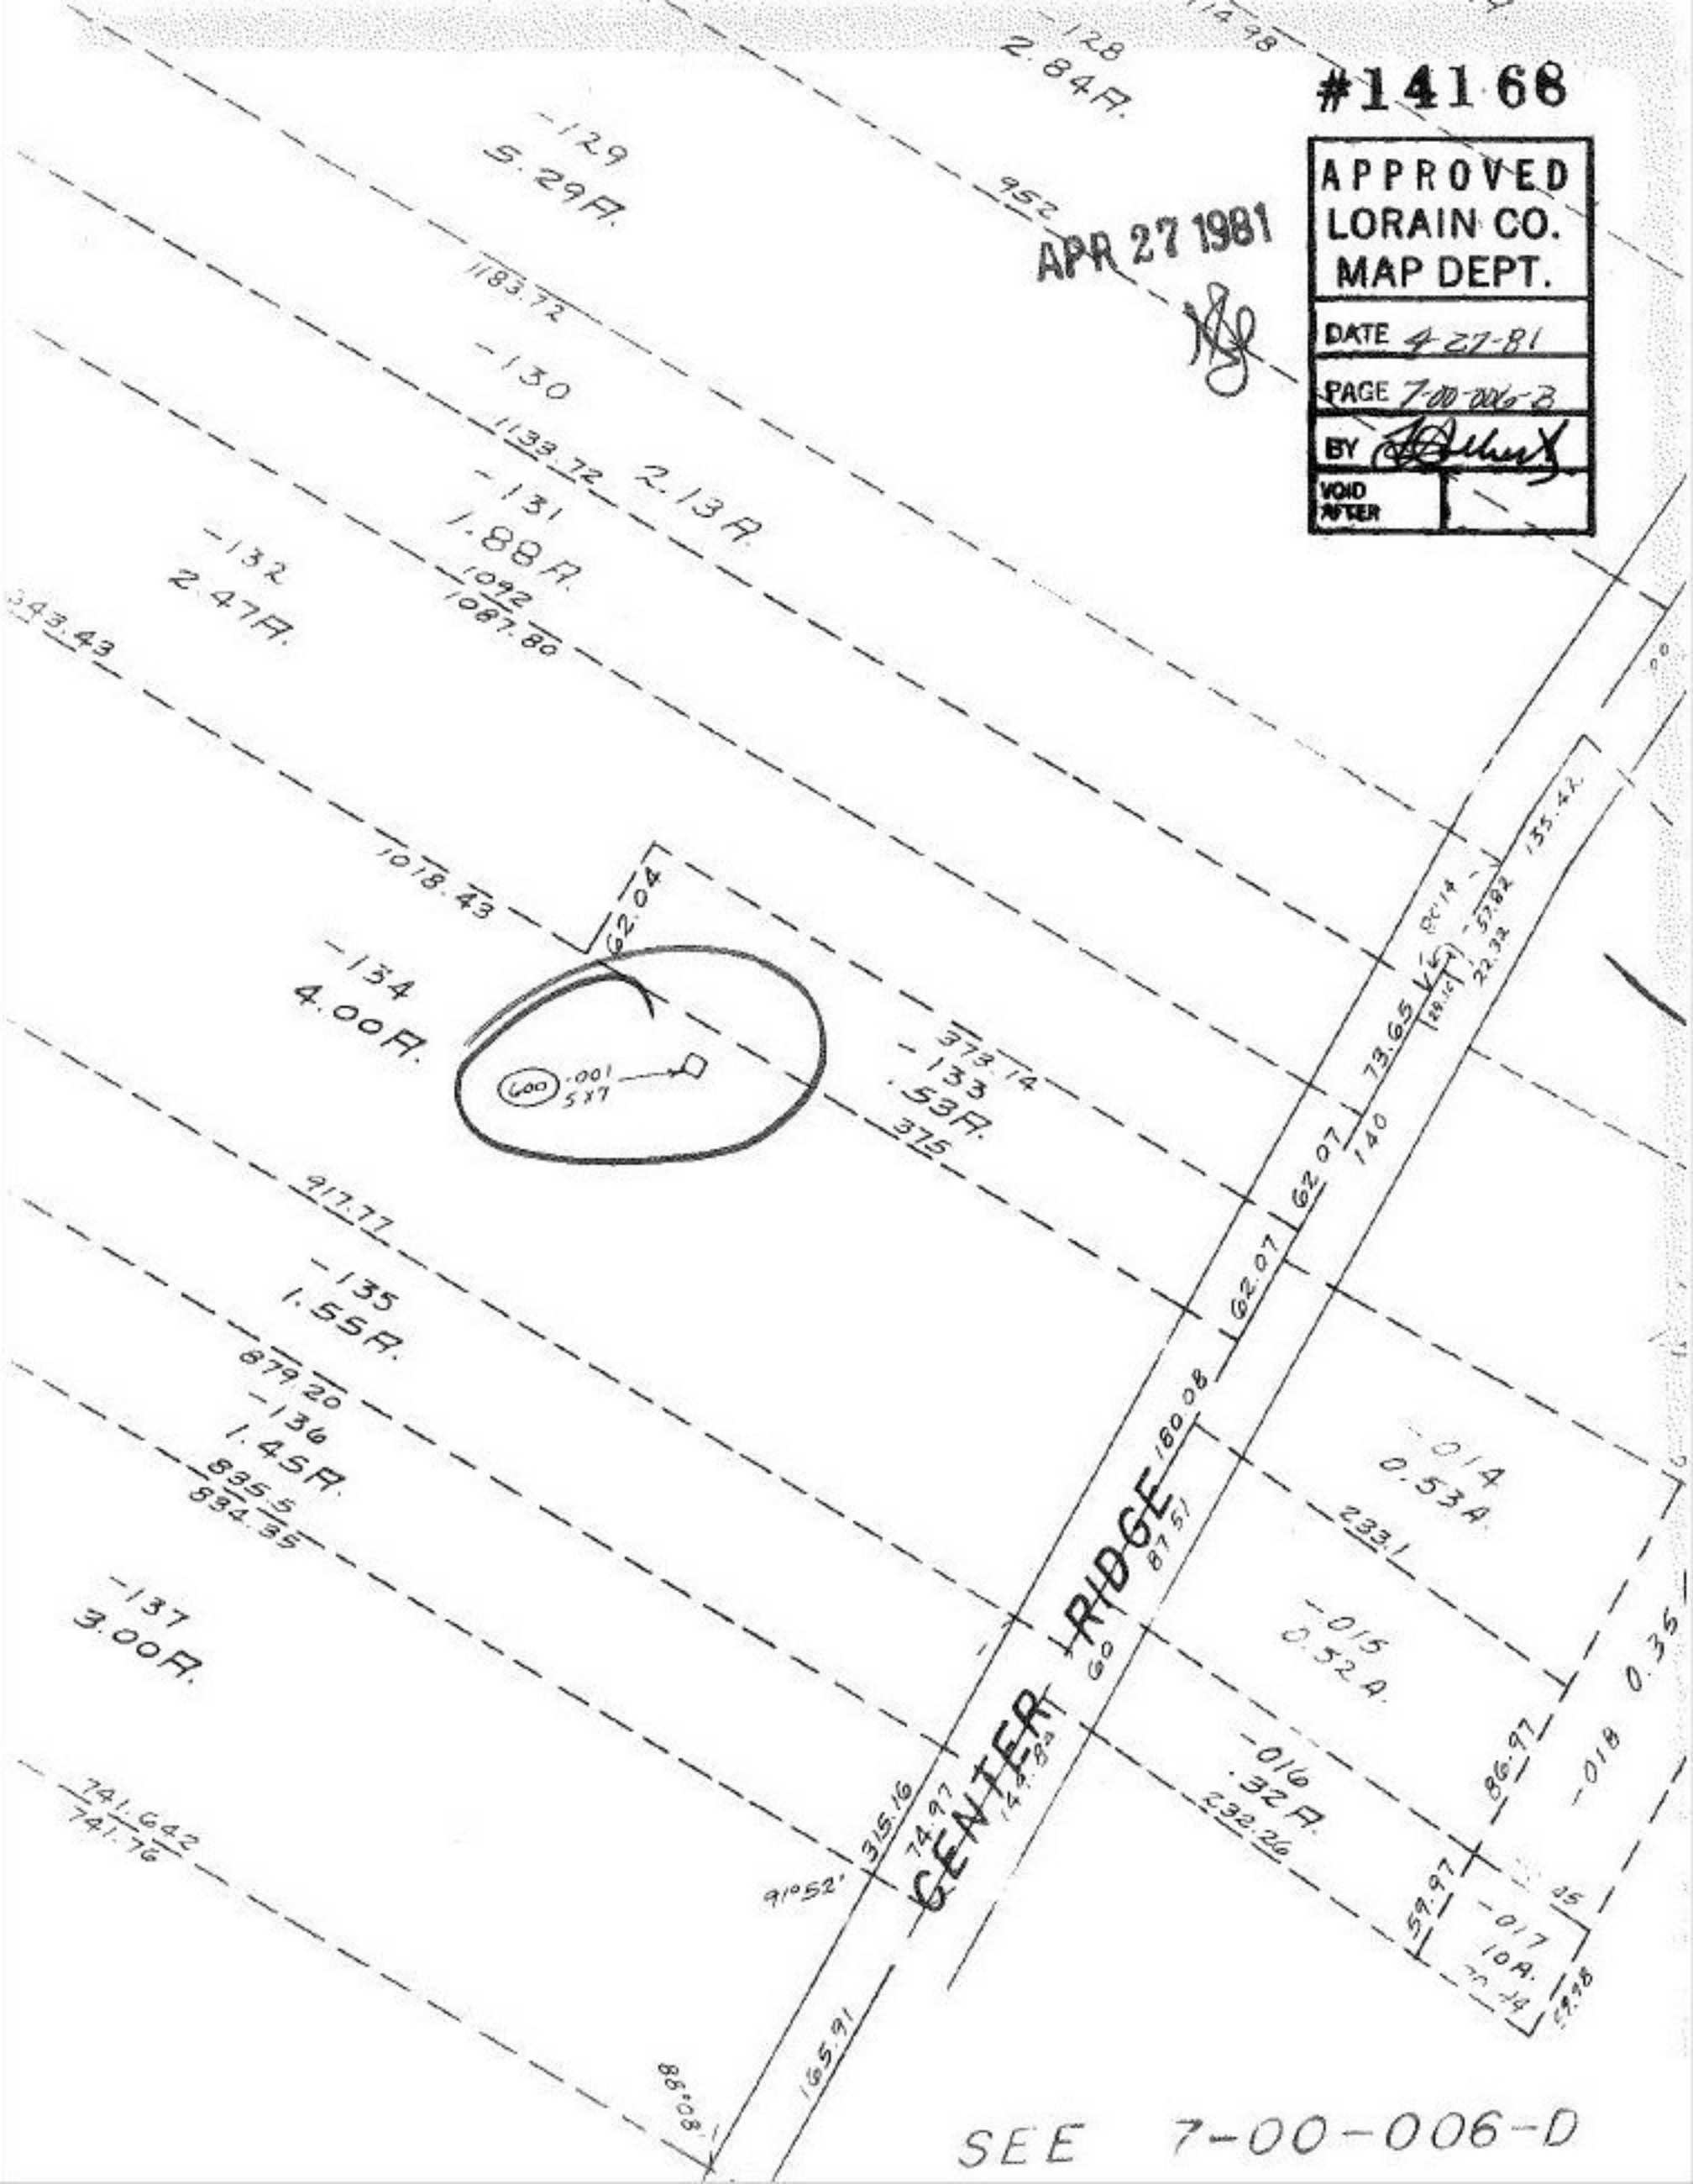 -128
2.84A.
114.98
#14168
-129
5.29A.
952
APR 27 1981
APPROVED
LORAIN CO.
MAP DEPT.
DATE 4-27-81
PAGE 7-00-006-B
BY
VOID
AFTER
1183.72
-130
2.13A.
1133.72
-131
1.88A.
1092
1087.80
-132
2.47A.
343.43
1018.43
62.04
-134
4.00A.
600 .001
5x7
373.14
-133
.53A.
375
135.42
57.82
22.32
73.65
140
62.07
62.07
180.08
917.77
-135
1.55A.
879.20
-136
1.45A.
835.5
834.35
-137
3.00A.
741.642
741.76
CENTER RIDGE
87.51
60
315.16
74.97
91°52'
165.91
88°08'
-014
0.53A.
233.1
-015
0.52A.
-016
.32A.
232.26
86.97
-018 0.35
59.97
45
-017
10A.
SEE 7-00-006-D